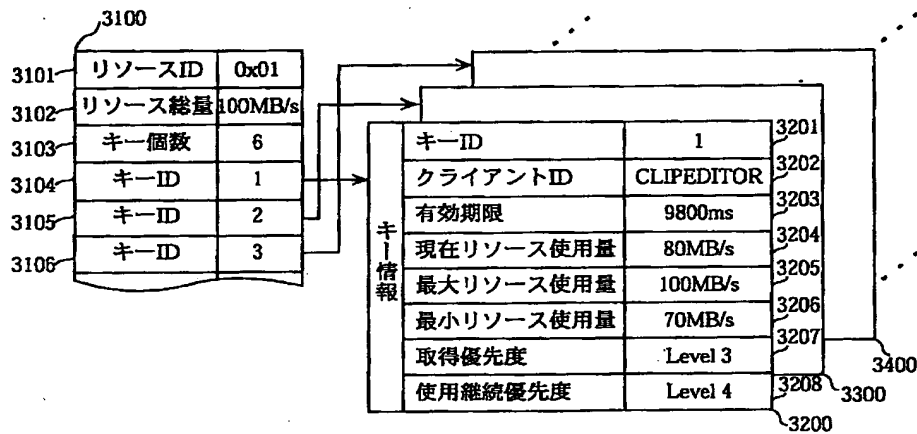 3100
3101 リソースID 0x01
3102 リソース総量 100MB/s
3103 キー個数 6
3104 キーID 1
3105 キーID 2
3106 キーID 3
キー情報
キーID 1 3201
クライアントID CLIPEDITOR 3202
有効期限 9800ms 3203
現在リソース使用量 80MB/s 3204
最大リソース使用量 100MB/s 3205
最小リソース使用量 70MB/s 3206
取得優先度 Level 3 3207
使用継続優先度 Level 4 3208
3400
3300
3200